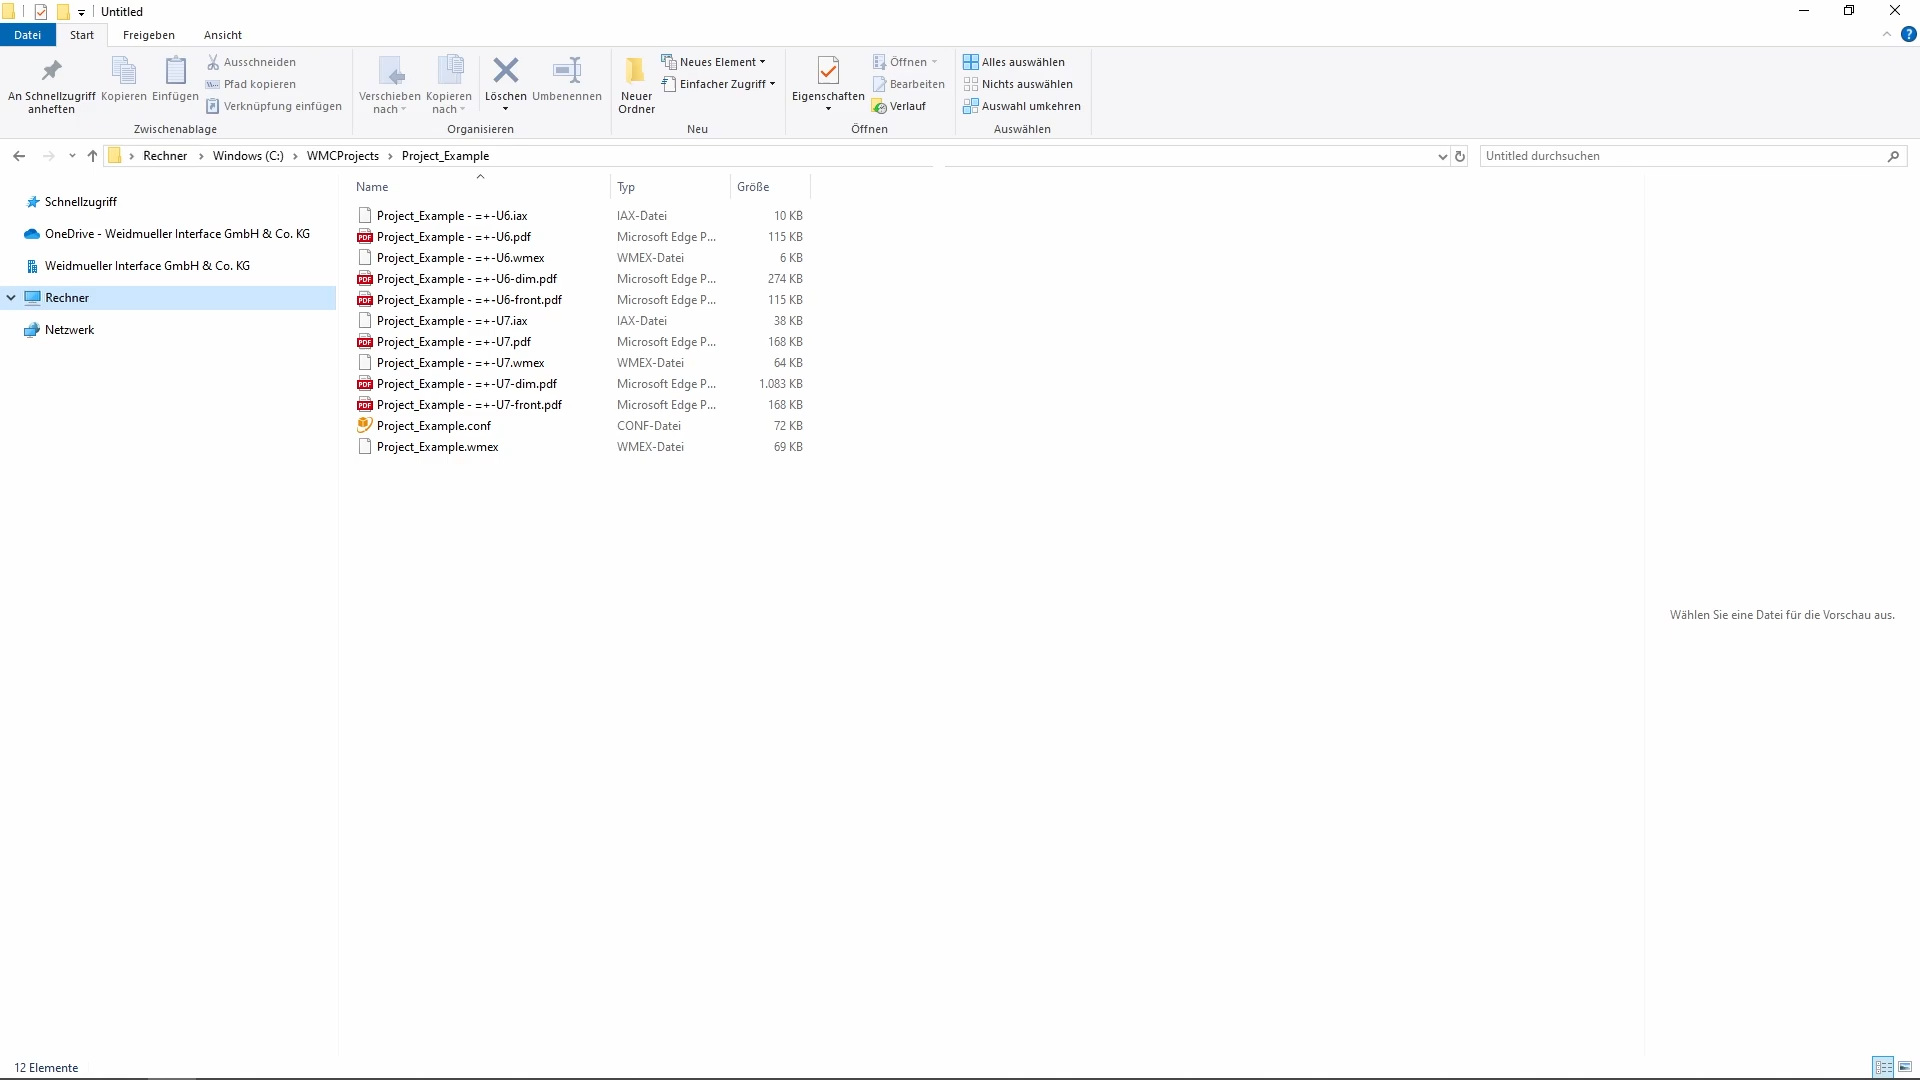 Untitled
Datei Start Freigeben Ansicht
Ausschneiden
Pfad kopieren
Verknüpfung einfügen
An Schnellzugriff anheften
Kopieren
Einfügen
Zwischenablage
Verschieben nach
Kopieren nach
Löschen
Umbenennen
Organisieren
Neuer Ordner
Neues Element
Einfacher Zugriff
Neu
Eigenschaften
Öffnen
Bearbeiten
Verlauf
Öffnen
Alles auswählen
Nichts auswählen
Auswahl umkehren
Auswählen
Rechner › Windows (C:) › WMCProjects › Project_Example
Untitled durchsuchen
Schnellzugriff
OneDrive - Weidmueller Interface GmbH & Co. KG
Weidmueller Interface GmbH & Co. KG
Rechner
Netzwerk
Name Typ Größe
Project_Example - =+-U6.iax IAX-Datei 10 KB
PDF Project_Example - =+-U6.pdf Microsoft Edge P... 115 KB
Project_Example - =+-U6.wmex WMEX-Datei 6 KB
PDF Project_Example - =+-U6-dim.pdf Microsoft Edge P... 274 KB
PDF Project_Example - =+-U6-front.pdf Microsoft Edge P... 115 KB
Project_Example - =+-U7.iax IAX-Datei 38 KB
PDF Project_Example - =+-U7.pdf Microsoft Edge P... 168 KB
Project_Example - =+-U7.wmex WMEX-Datei 64 KB
PDF Project_Example - =+-U7-dim.pdf Microsoft Edge P... 1.083 KB
PDF Project_Example - =+-U7-front.pdf Microsoft Edge P... 168 KB
Project_Example.conf CONF-Datei 72 KB
Project_Example.wmex WMEX-Datei 69 KB
Wählen Sie eine Datei für die Vorschau aus.
12 Elemente